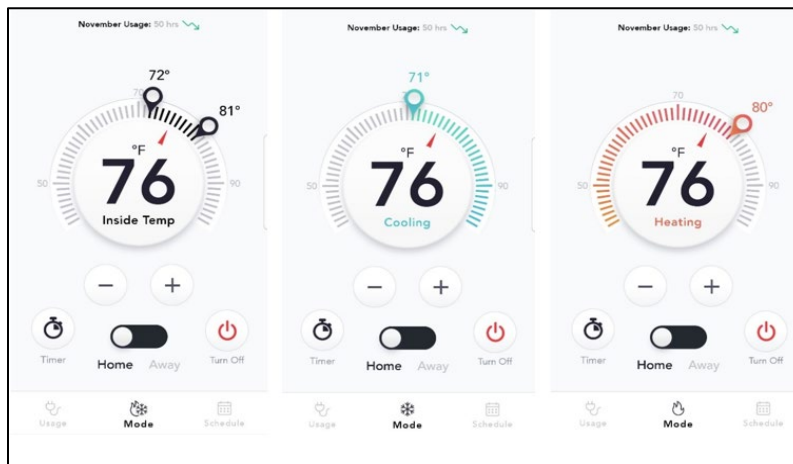 November Usage: 50 hrs
72°
70
81°
°F
50
76
90
Inside Temp
−
+
Timer
Home
Away
Turn Off
Usage
Mode
Schedule
November Usage: 50 hrs
71°
°F
50
76
90
Cooling
−
+
Timer
Home
Away
Turn Off
Usage
Mode
Schedule
November Usage: 50 hrs
70
80°
°F
50
76
90
Heating
−
+
Timer
Home
Away
Turn Off
Usage
Mode
Schedule